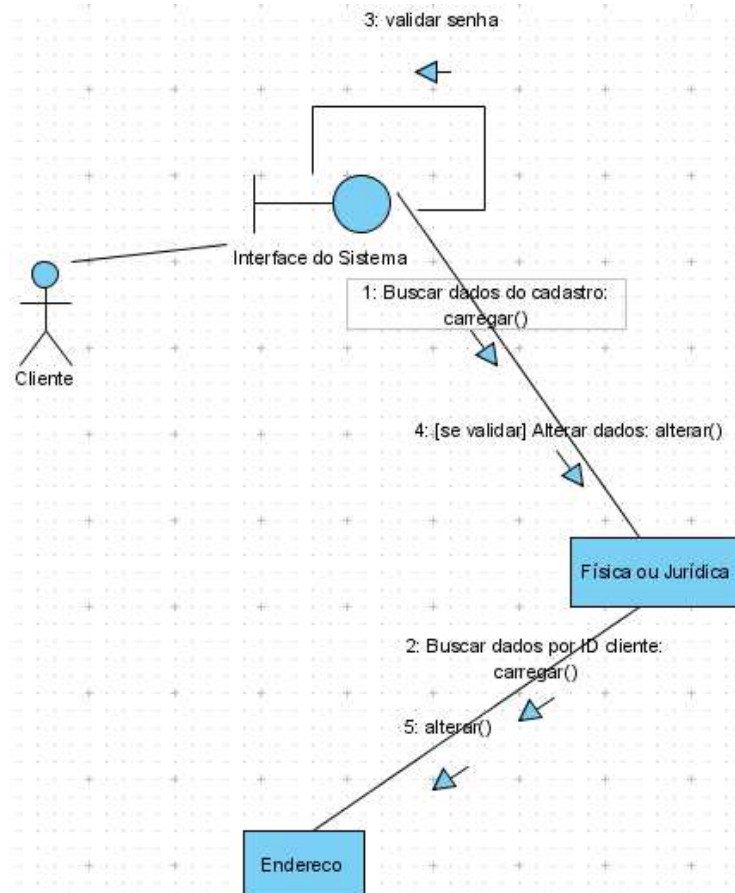 3: validar senha
Interface do Sistema
1: Buscar dados do cadastro:
carregar()
Cliente
4: [se validar] Alterar dados: alterar()
Física ou Jurídica
2: Buscar dados por ID cliente:
carregar()
5: alterar()
Endereco